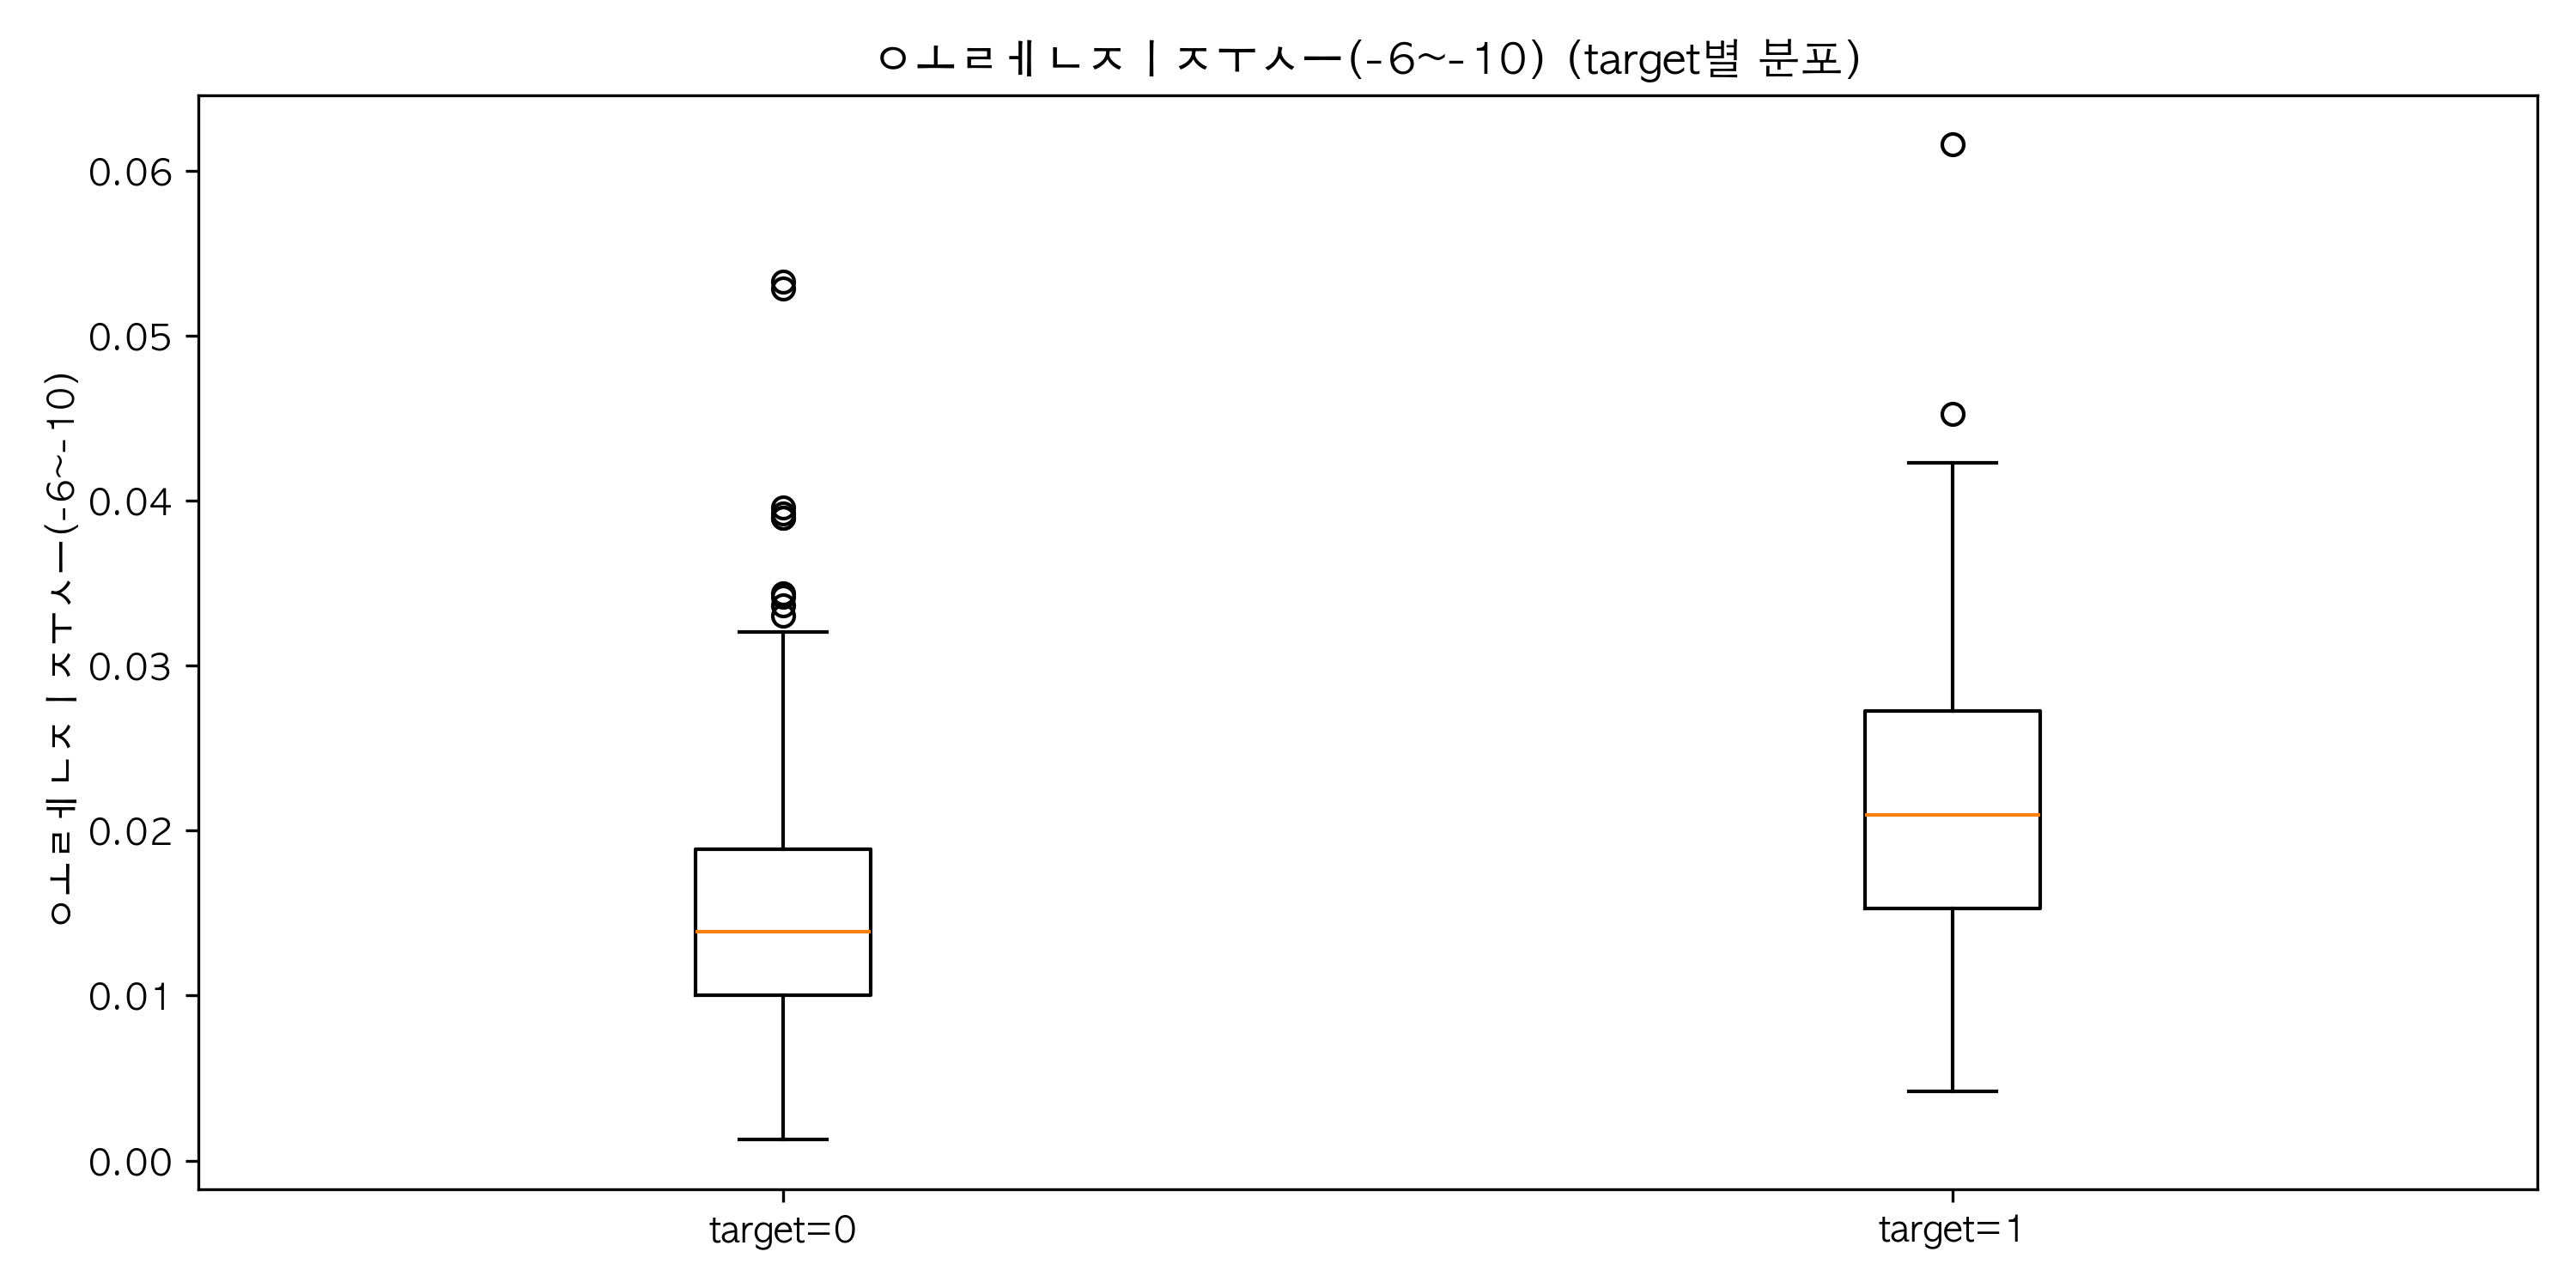 ㅇㅗㄹㅔㄴㅈㅣㅈㅜㅅㅡ(-6~-10) (target별 분포)
ㅇㅗㄹㅔㄴㅈㅣㅈㅜㅅㅡ(-6~-10)
0.06
0.05
0.04
0.03
0.02
0.01
0.00
target=0
target=1